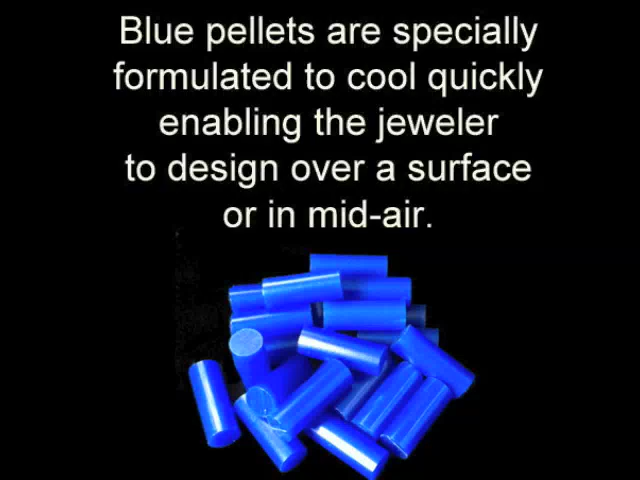 Blue pellets are specially
formulated to cool quickly
enabling the jeweler
to design over a surface
or in mid-air.